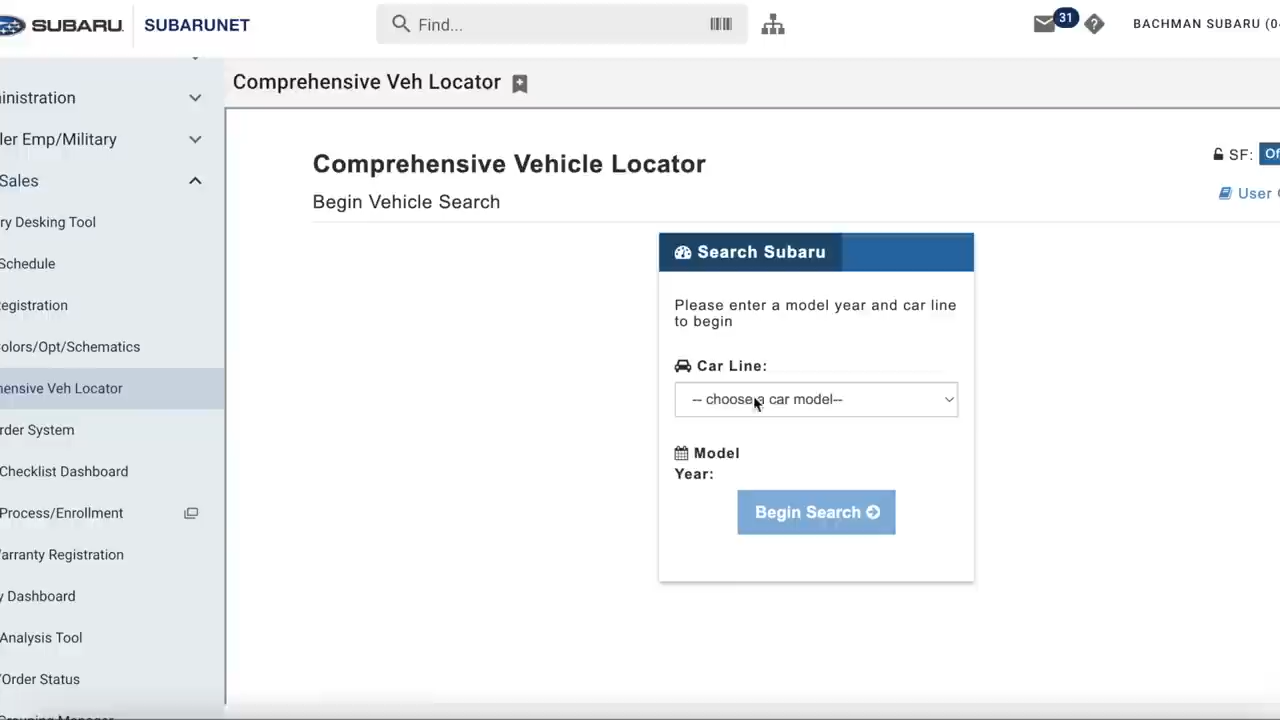 SUBARU
SUBARUNET
Find...
31
BACHMAN SUBARU (0
Comprehensive Veh Locator
inistration
ler Emp/Military
Sales
ry Desking Tool
Schedule
egistration
olors/Opt/Schematics
ensive Veh Locator
rder System
Checklist Dashboard
Process/Enrollment
arranty Registration
y Dashboard
Analysis Tool
/Order Status
Comprehensive Vehicle Locator
SF:
Of
Begin Vehicle Search
User
Search Subaru
Please enter a model year and car line
to begin
Car Line:
-- choose a car model--
Model
Year:
Begin Search